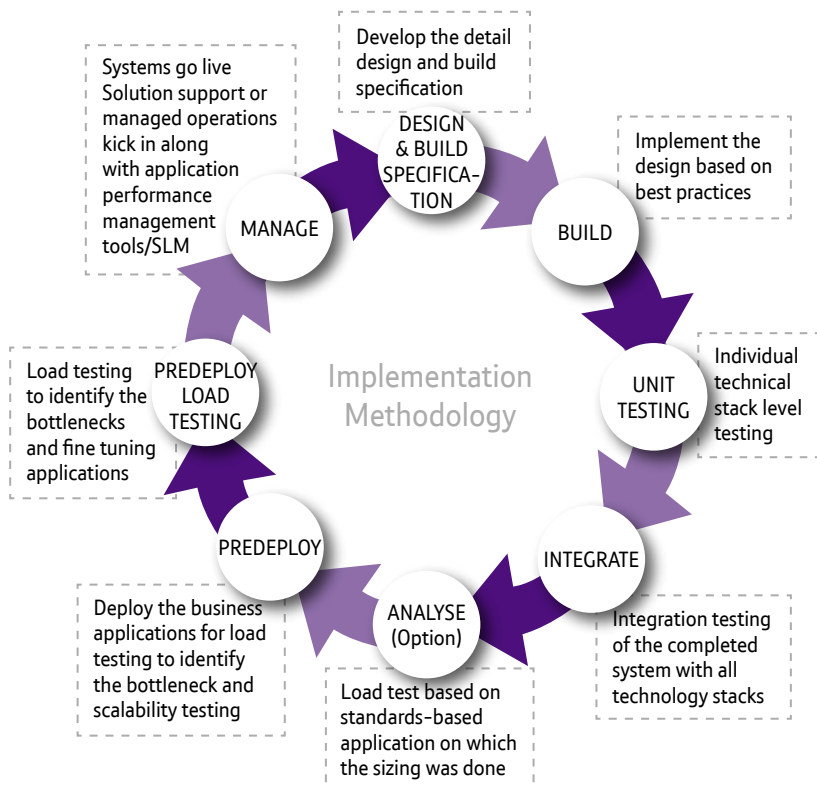 Develop the detail
design and build
specification
DESIGN
& BUILD
SPECIFICA-
TION
Implement the
design based on
best practices
BUILD
Individual
technical
stack level
testing
UNIT
TESTING
Integration testing
of the completed
system with all
technology stacks
INTEGRATE
Load test based on
standards-based
application on which
the sizing was done
ANALYSE
(Option)
Deploy the business
applications for load
testing to identify
the bottleneck and
scalability testing
PREDEPLOY
Load testing
to identify the
bottlenecks
and fine tuning
applications
PREDEPLOY
LOAD
TESTING
Systems go live
Solution support or
managed operations
kick in along
with application
performance
management
tools/SLM
MANAGE
Implementation
Methodology